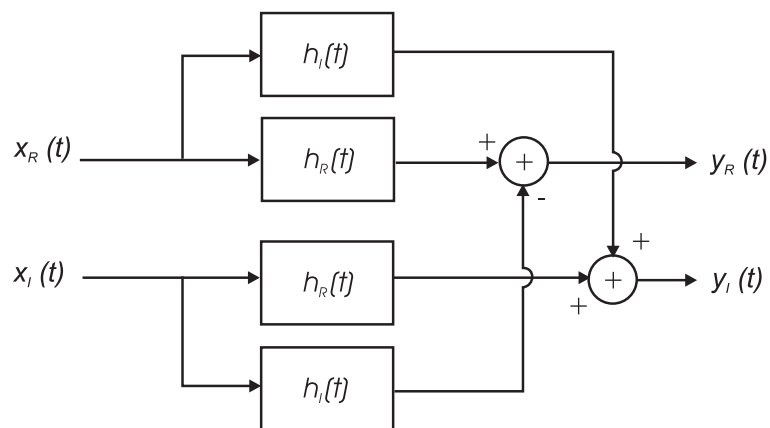 h_I(t)
x_R (t)
h_R(t)
+
+
y_R (t)
-
+
x_I (t)
h_R(t)
+
+
y_I (t)
h_I(t)